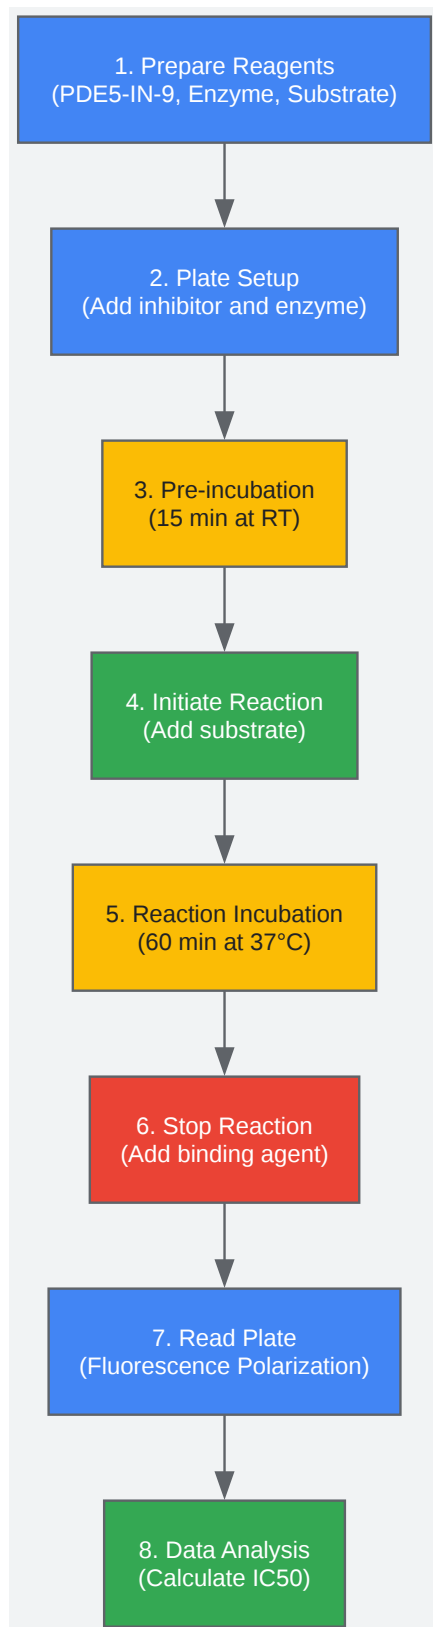 1. Prepare Reagents
(PDE5-IN-9, Enzyme, Substrate)
2. Plate Setup
(Add inhibitor and enzyme)
3. Pre-incubation
(15 min at RT)
4. Initiate Reaction
(Add substrate)
5. Reaction Incubation
(60 min at 37°C)
6. Stop Reaction
(Add binding agent)
7. Read Plate
(Fluorescence Polarization)
8. Data Analysis
(Calculate IC50)